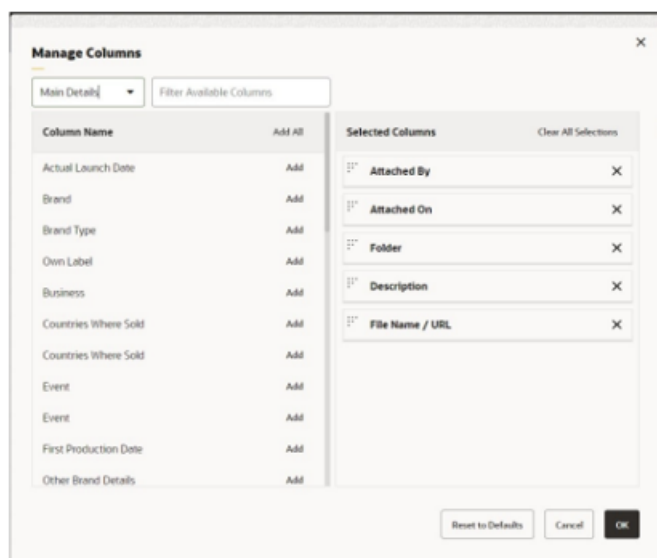 Manage Columns
Main Details
Filter Available Columns
Column Name Add All
Actual Launch Date Add
Brand Add
Brand Type Add
Own Label Add
Business Add
Countries Where Sold Add
Countries Where Sold Add
Event Add
Event Add
First Production Date Add
Other Brand Details Add
Selected Columns Clear All Selections
Attached By
Attached On
Folder
Description
File Name / URL
Reset to Defaults Cancel OK